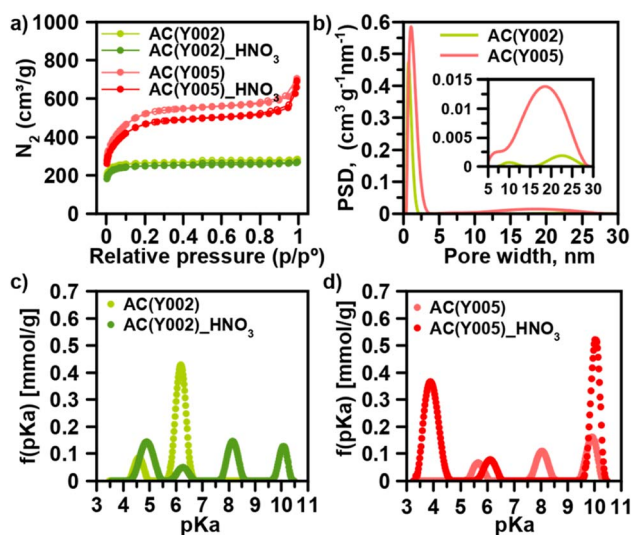 a)
1000
800
600
400
200
0
N₂ (cm³/g)
AC(Y002)
AC(Y002)_HNO₃
AC(Y005)
AC(Y005)_HNO₃
0 0.2 0.4 0.6 0.8 1
Relative pressure (p/pº)
b)
0.6
0.5
0.4
0.3
0.2
0.1
0
PSD, (cm³ g⁻¹nm⁻¹)
AC(Y002)
AC(Y005)
0.015
0.01
0.005
0
5 10 15 20 25 30
0 5 10 15 20 25 30
Pore width, nm
c)
0.7
0.6
0.5
0.4
0.3
0.2
0.1
0
f(pKa) [mmol/g]
AC(Y002)
AC(Y002)_HNO₃
3 4 5 6 7 8 9 10 11
pKa
d)
0.7
0.6
0.5
0.4
0.3
0.2
0.1
0
f(pKa) [mmol/g]
AC(Y005)
AC(Y005)_HNO₃
3 4 5 6 7 8 9 10 11
pKa